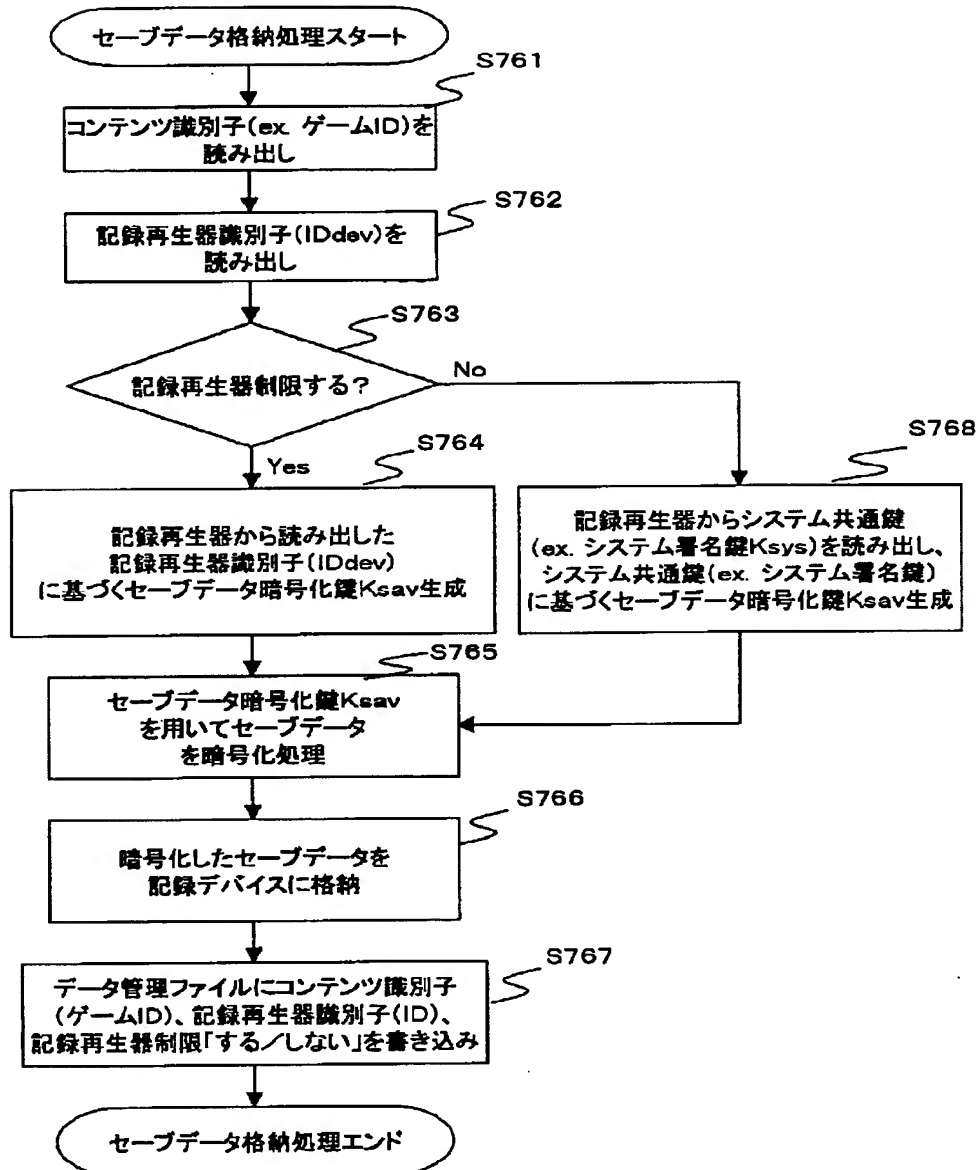 セーブデータ格納処理スタート
S761
コンテンツ識別子(ex. ゲームID)を
読み出し
S762
記録再生器識別子(IDdev)を
読み出し
S763
記録再生器制限する?
No
Yes
S764
記録再生器から読み出した
記録再生器識別子(IDdev)
に基づくセーブデータ暗号化鍵Ksav生成
S768
記録再生器からシステム共通鍵
(ex. システム署名鍵Ksys)を読み出し、
システム共通鍵(ex. システム署名鍵)
に基づくセーブデータ暗号化鍵Ksav生成
S765
セーブデータ暗号化鍵Ksav
を用いてセーブデータ
を暗号化処理
S766
暗号化したセーブデータを
記録デバイスに格納
S767
データ管理ファイルにコンテンツ識別子
(ゲームID)、記録再生器識別子(ID)、
記録再生器制限「する/しない」を書き込み
セーブデータ格納処理エンド